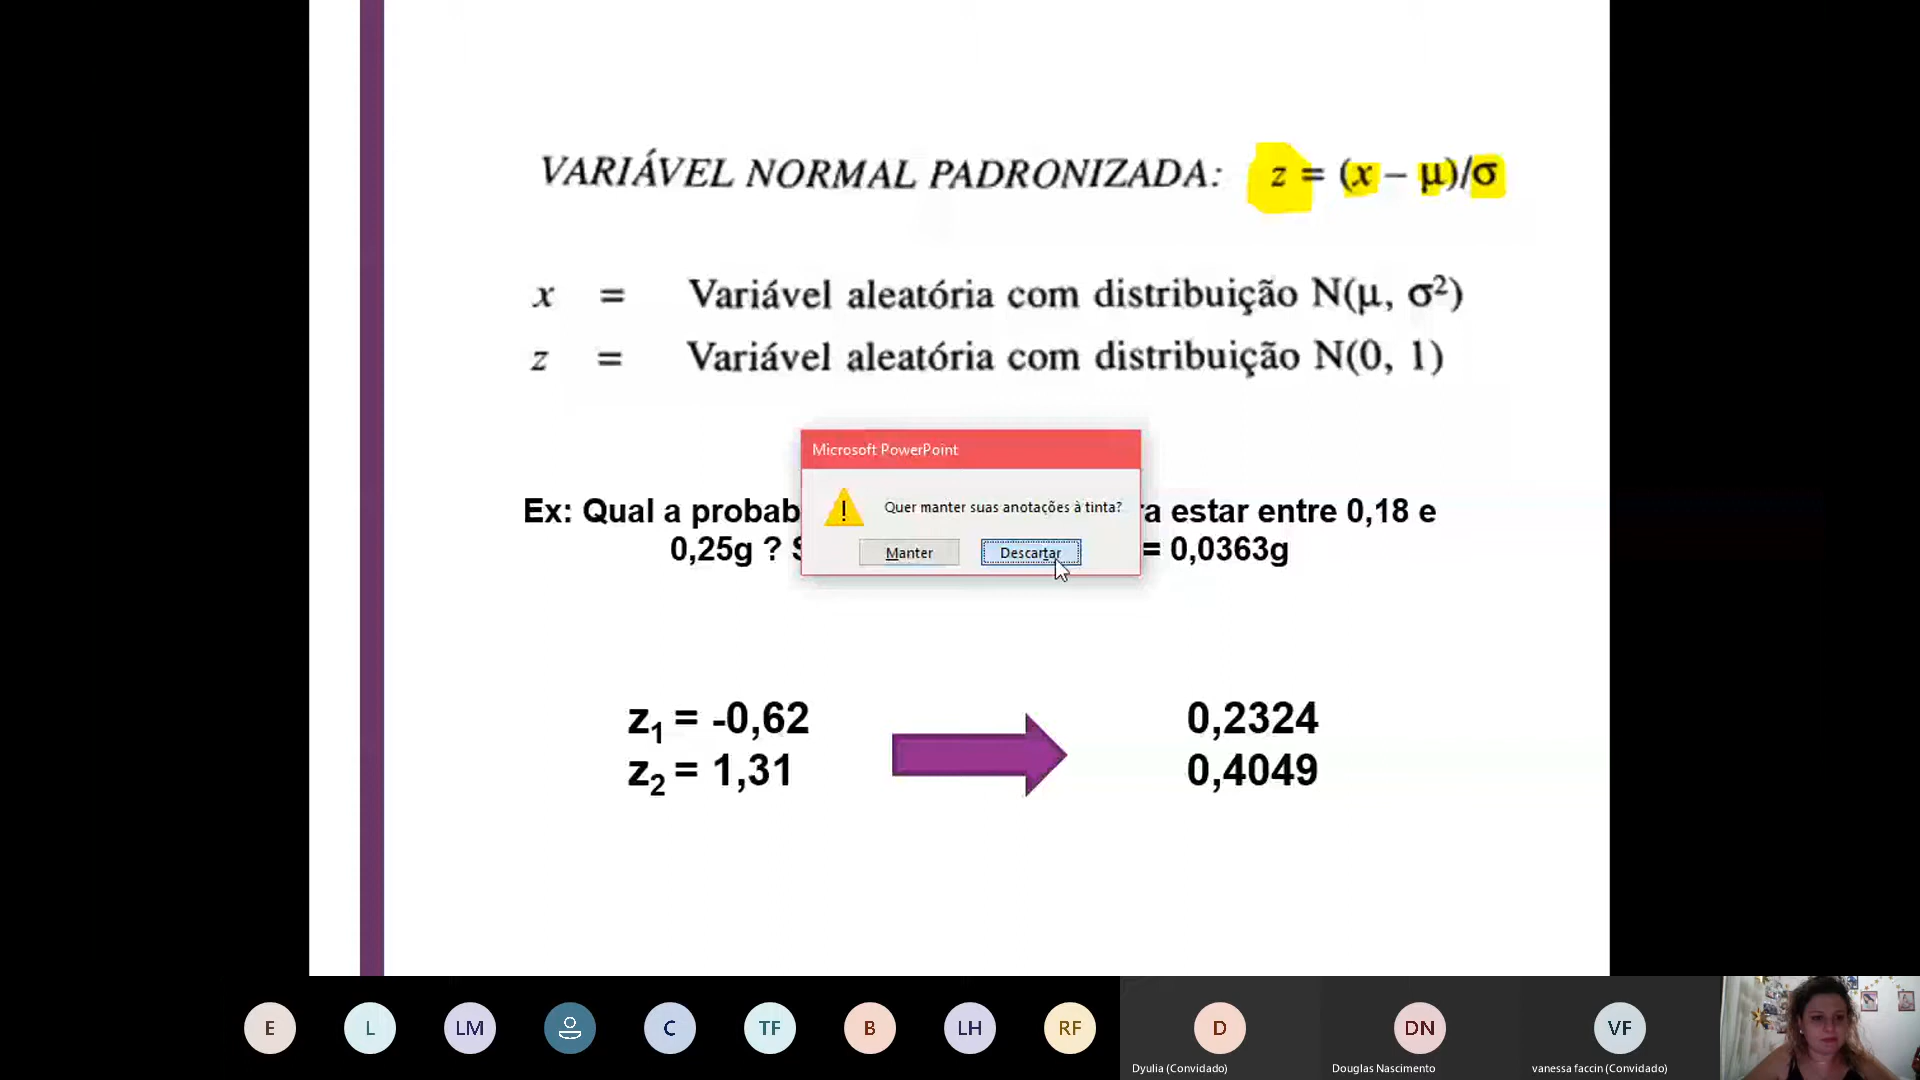 VARIÁVEL NORMAL PADRONIZADA: z = (x − μ)/σ
x = Variável aleatória com distribuição N(μ, σ²)
z = Variável aleatória com distribuição N(0, 1)
Microsoft PowerPoint
Quer manter suas anotações à tinta?
Manter Descartar
Ex: Qual a probab a estar entre 0,18 e
0,25g ? = 0,0363g
z₁ = -0,62 0,2324
z₂ = 1,31 0,4049
E L LM C TF B LH RF D DN VF
Dyulia (Convidado) Douglas Nascimento vanessa faccin (Convidado)